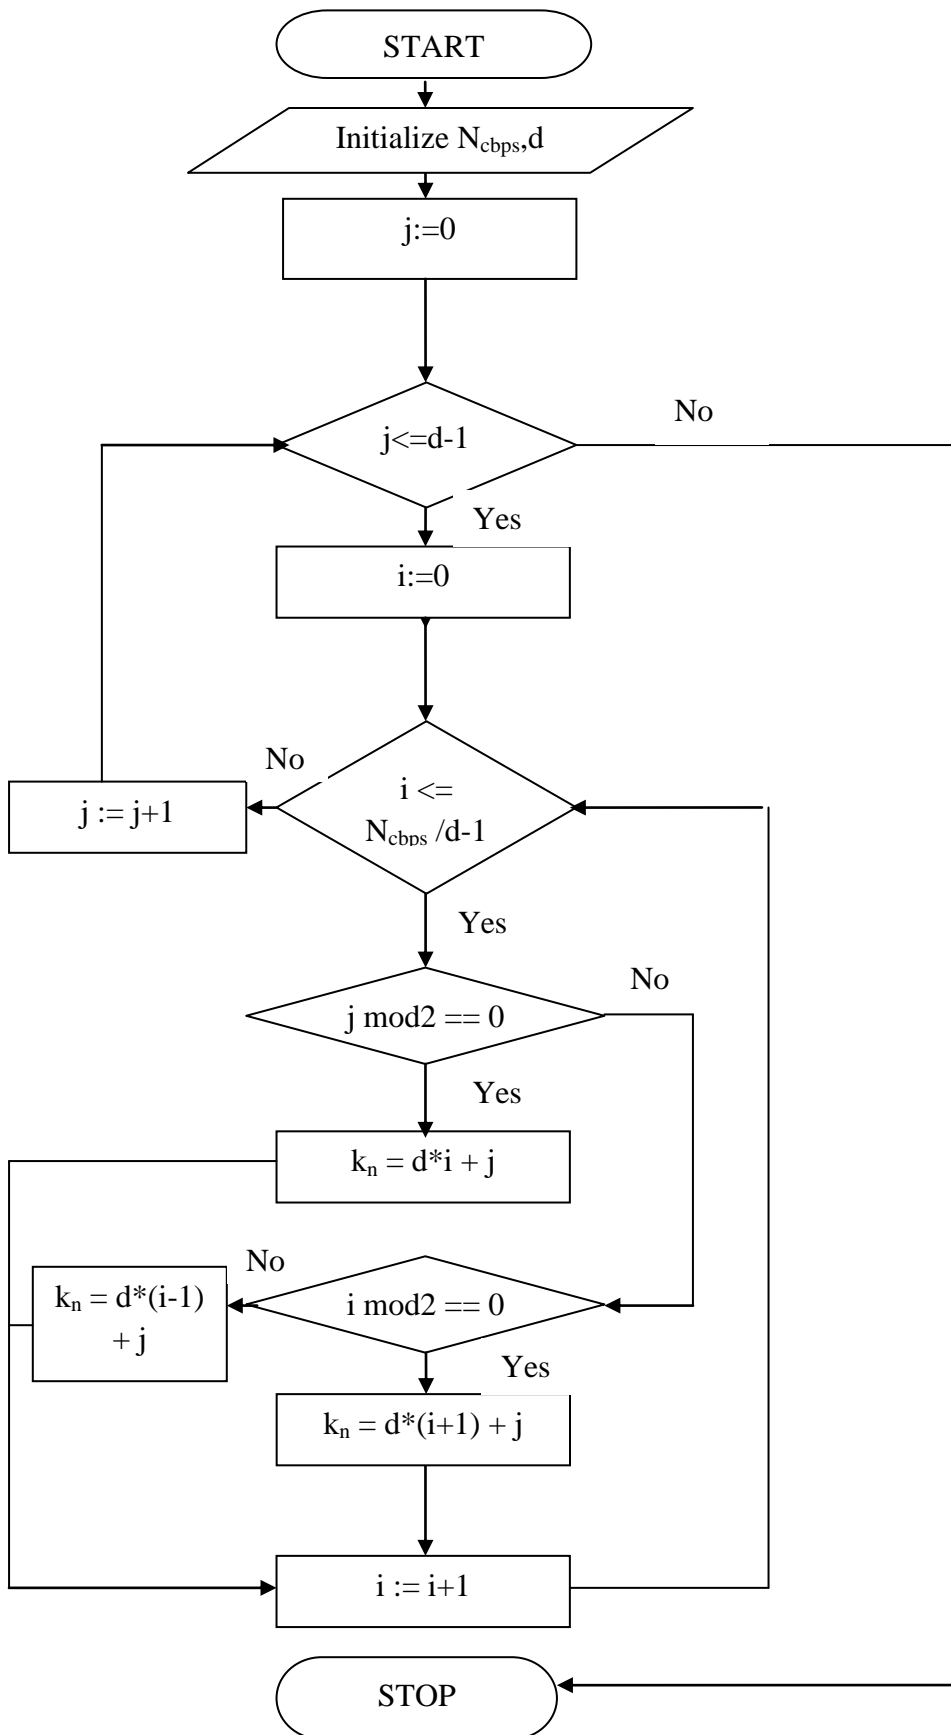 START
Initialize N_cbps,d
j:=0
j<=d-1
No
Yes
i:=0
No
j := j+1
i <=
N_cbps /d-1
Yes
j mod2 == 0
No
Yes
k_n = d*i + j
No
k_n = d*(i-1)
+ j
i mod2 == 0
Yes
k_n = d*(i+1) + j
i := i+1
STOP